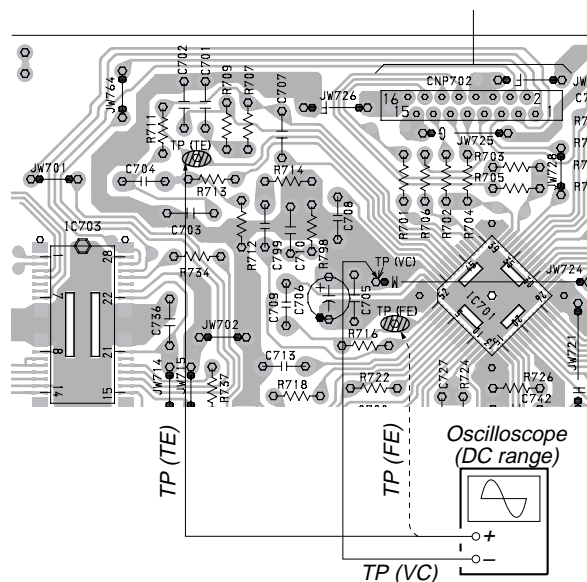 C702
C701
R709
R707
C707
CNP702
JW764
JW726
16
2
15
1
R711
TP (TE)
JW725
R703
R705
JW728
JW701
C704
R713
R714
R701
R706
R702
R704
C703
R712
C799
C710
R798
C708
IC703
1
28
R734
TP (VC)
JW724
7
22
C736
C709
C706
C705
TP (FE)
IC701
JW702
R716
JW721
8
21
JW714
JW715
R737
C713
R718
R722
C727
R724
R726
C742
14
15
TP (TE)
TP (FE)
Oscilloscope
(DC range)
+
–
TP (VC)